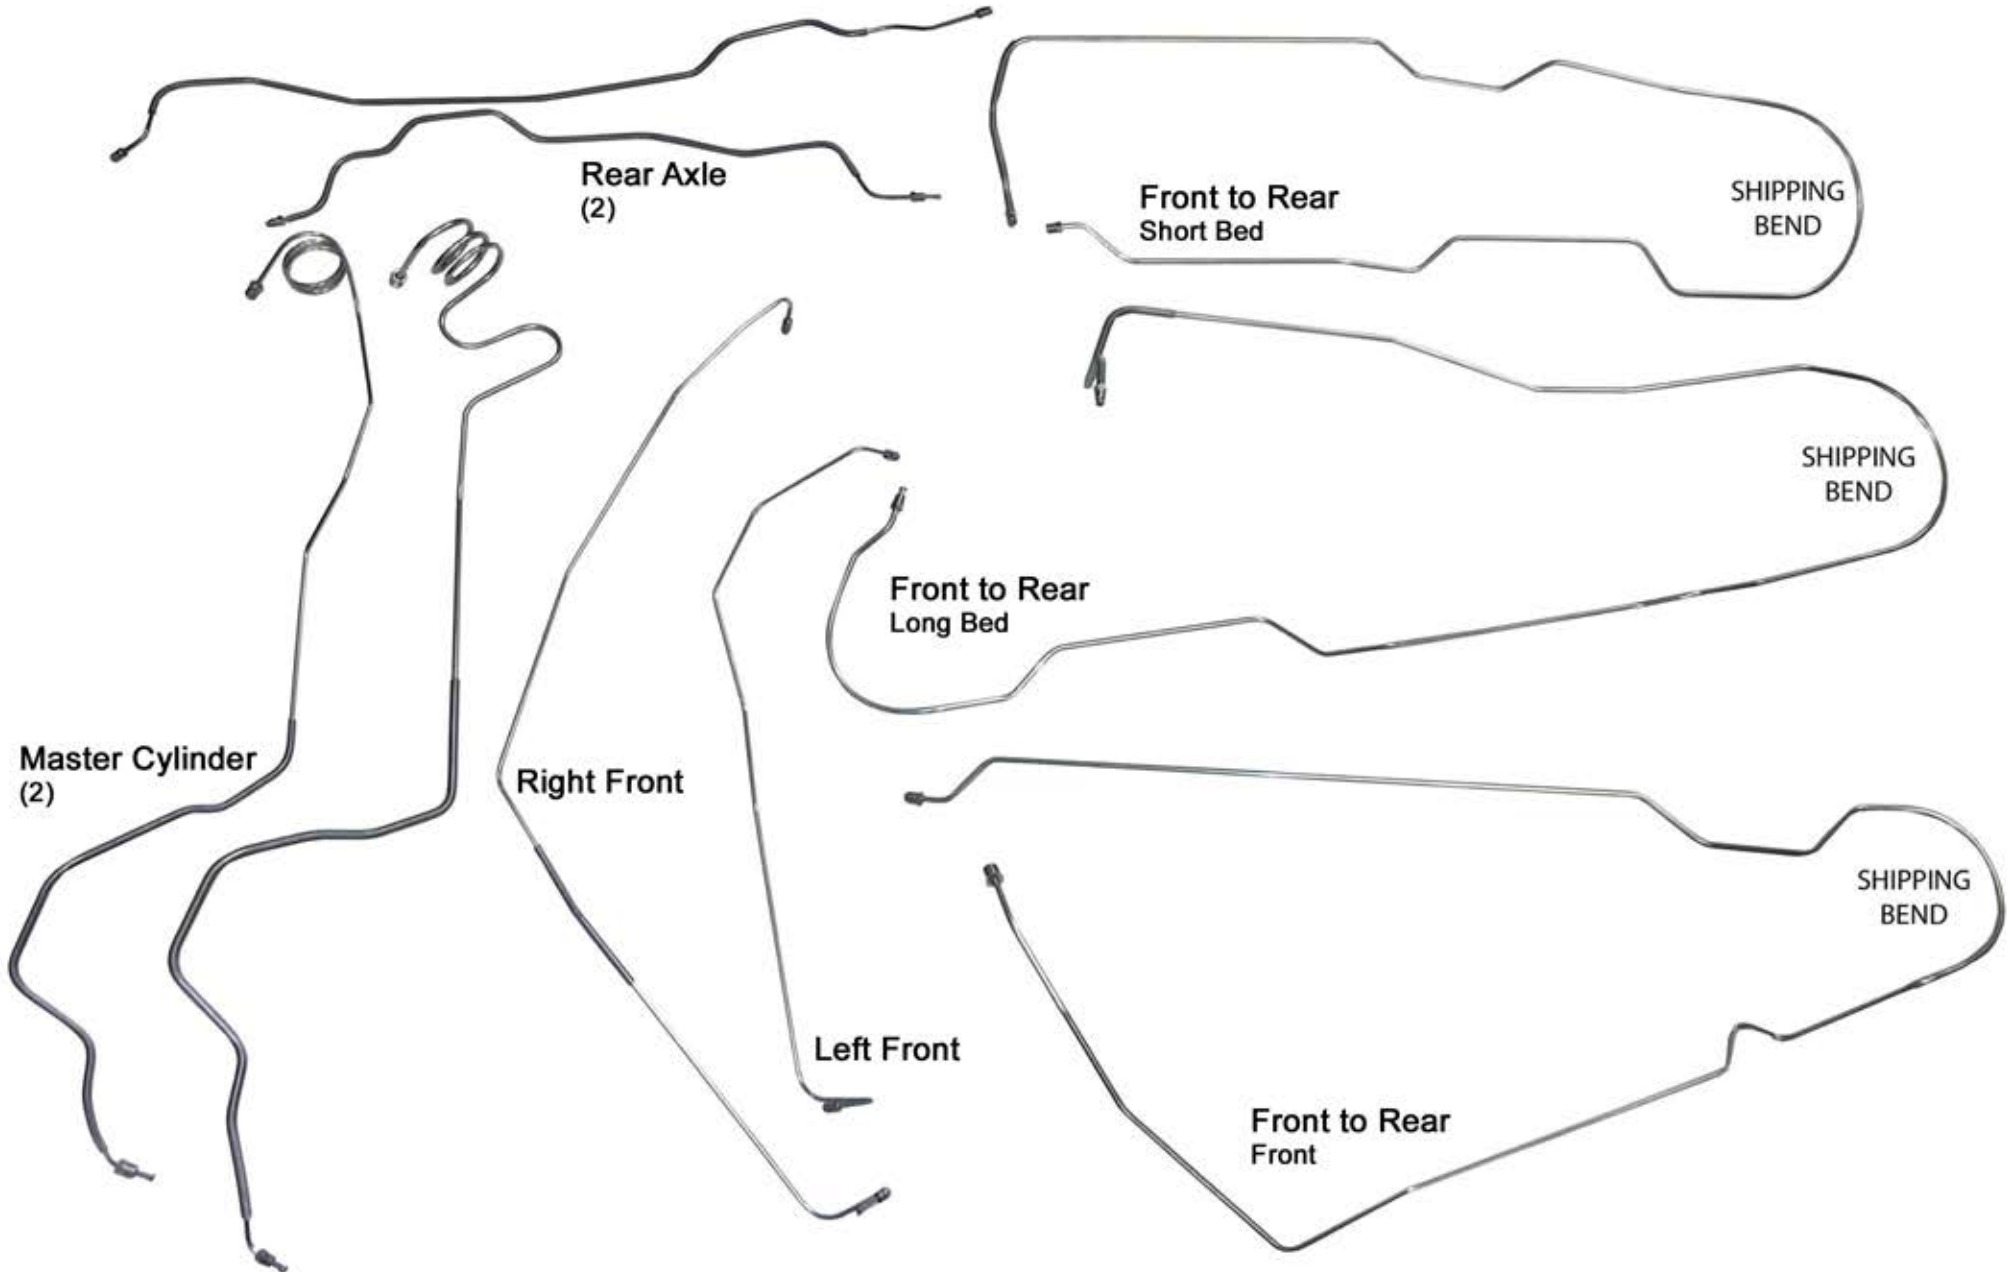 Rear Axle
(2)
Front to Rear
Short Bed
SHIPPING
BEND
SHIPPING
BEND
Front to Rear
Long Bed
Master Cylinder
(2)
Right Front
SHIPPING
BEND
Left Front
Front to Rear
Front